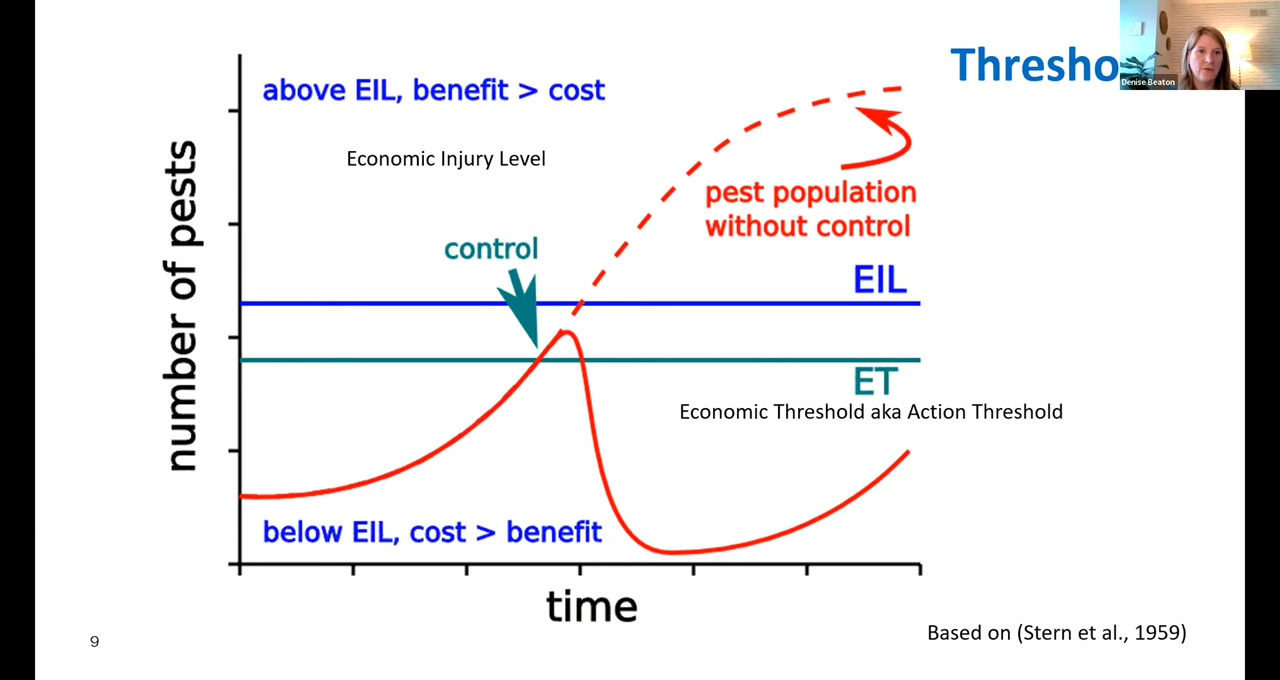 Thresho
Denise Beaton
above EIL, benefit > cost
Economic Injury Level
pest population
without control
control
EIL
ET
Economic Threshold aka Action Threshold
below EIL, cost > benefit
number of pests
time
Based on (Stern et al., 1959)
9